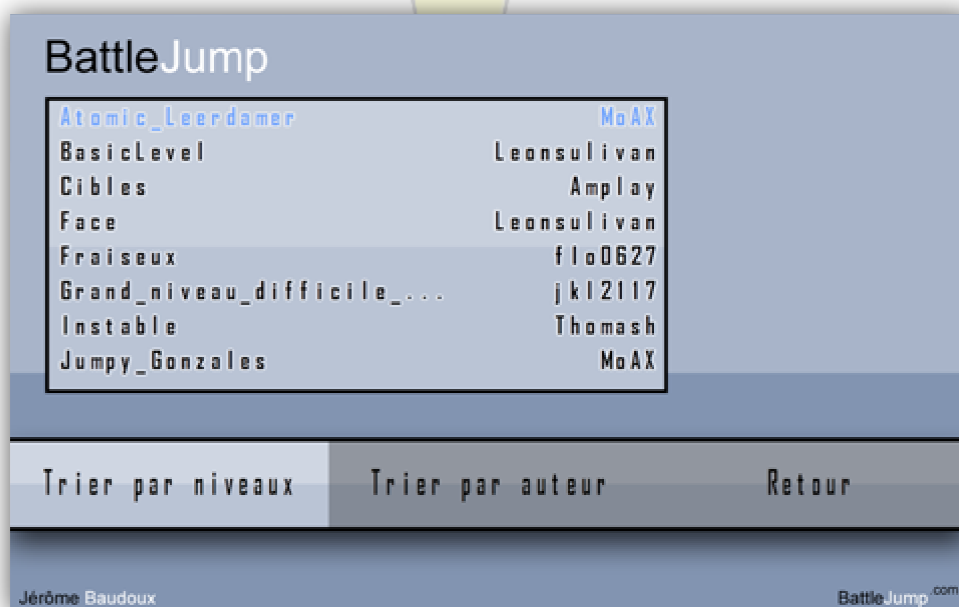 BattleJump
Atomic_Leerdamer MoAX
BasicLevel Leonsulivan
Cibles Amplay
Face Leonsulivan
Fraiseux flo0627
Grand_niveau_difficile_... jkl2117
Instable Thomash
Jumpy_Gonzales MoAX
Trier par niveaux Trier par auteur Retour
Jérôme Baudoux BattleJump.com